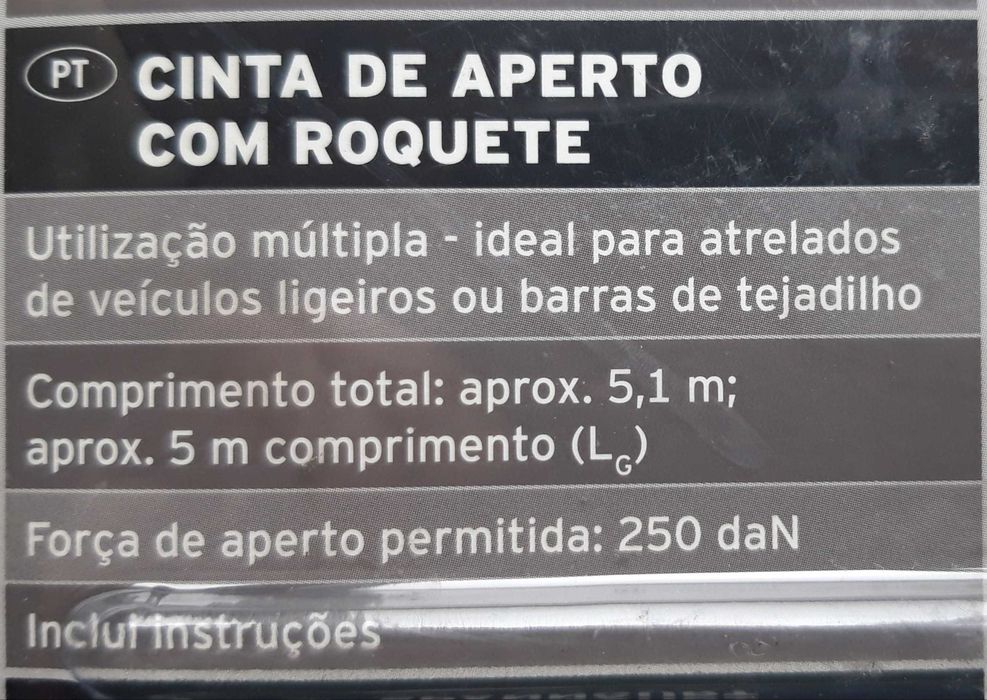 PT CINTA DE APERTO
COM ROQUETE
Utilização múltipla - ideal para atrelados
de veículos ligeiros ou barras de tejadilho
Comprimento total: aprox. 5,1 m;
aprox. 5 m comprimento (LG)
Força de aperto permitida: 250 daN
Inclui instruções